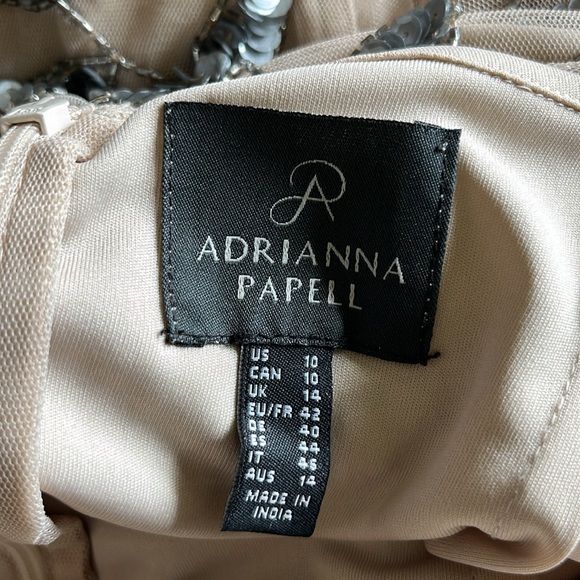 ADRIANNA
PAPELL
US 10
CAN 10
UK 14
EU/FR 42
DE 40
ES 44
IT 46
AUS 14
MADE IN
INDIA